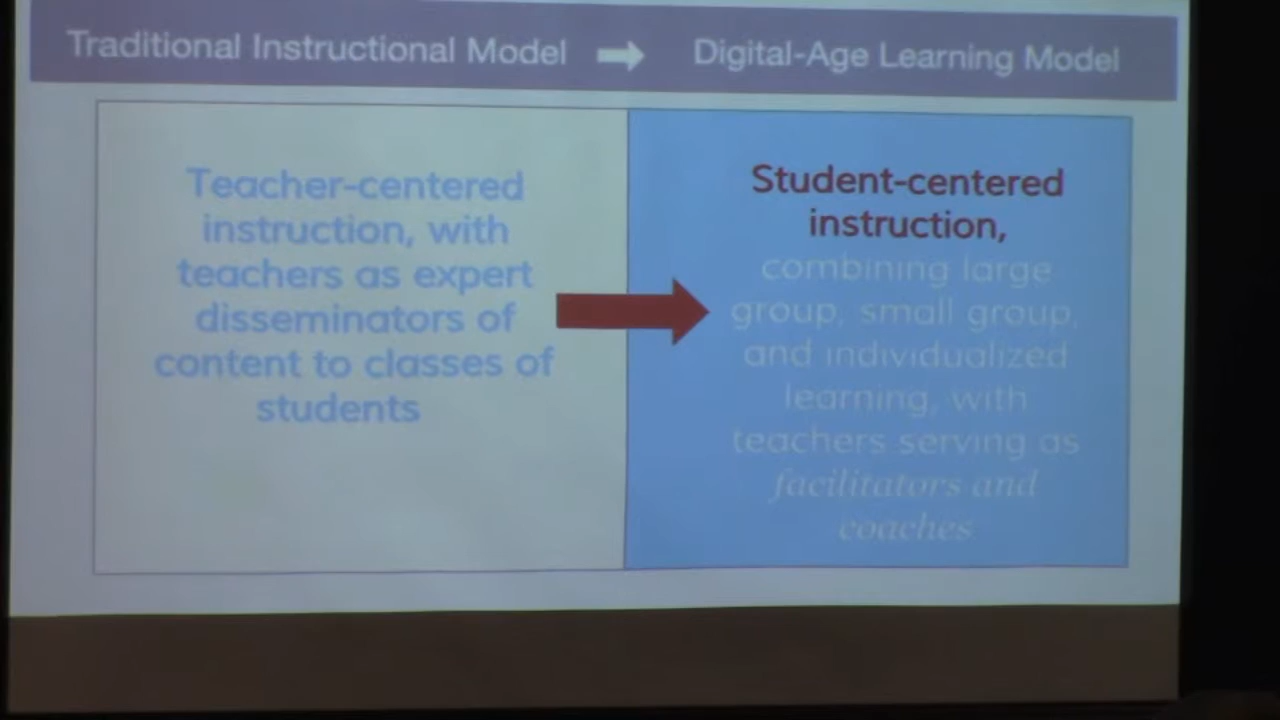 Traditional Instructional Model → Digital-Age Learning Model
Teacher-centered
instruction, with
teachers as expert
disseminators of
content to classes of
students
Student-centered
instruction,
combining large
group, small group,
and individualized
learning, with
teachers serving as
facilitators and
coaches